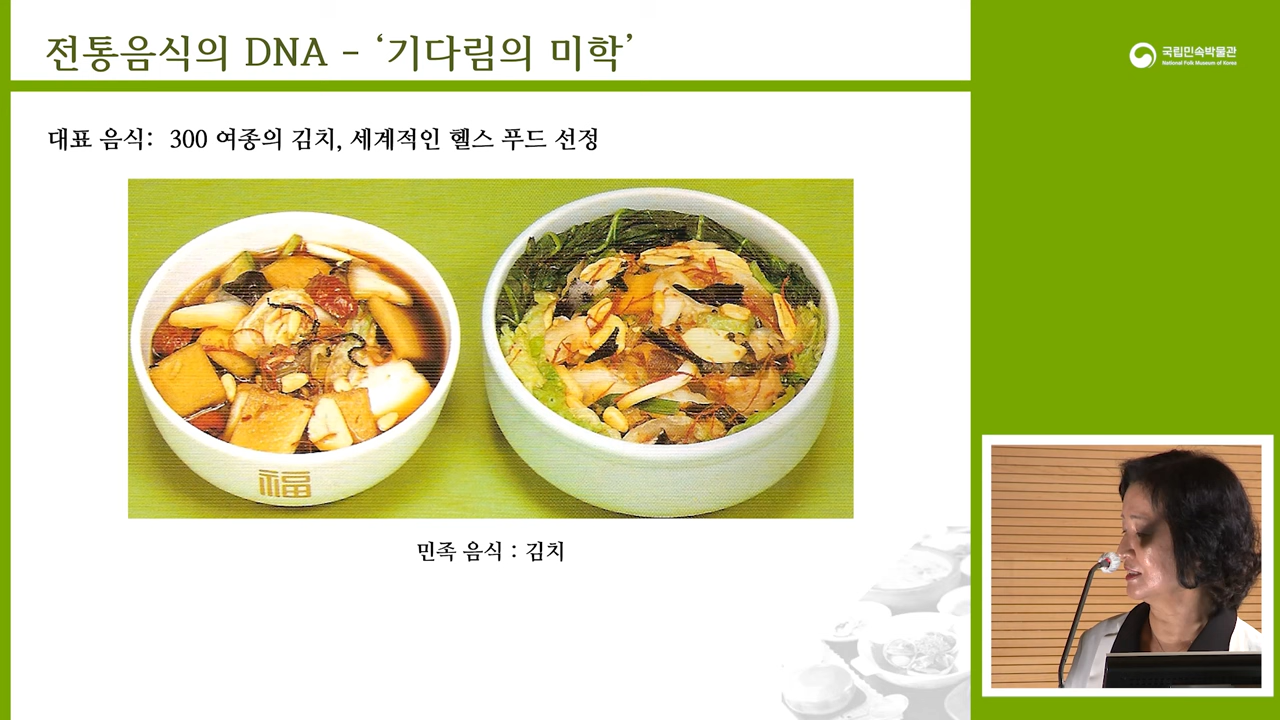 전통음식의 DNA - ‘기다림의 미학’
국립민속박물관
National Folk Museum of Korea
대표 음식: 300 여종의 김치, 세계적인 헬스 푸드 선정
福
민족 음식 : 김치